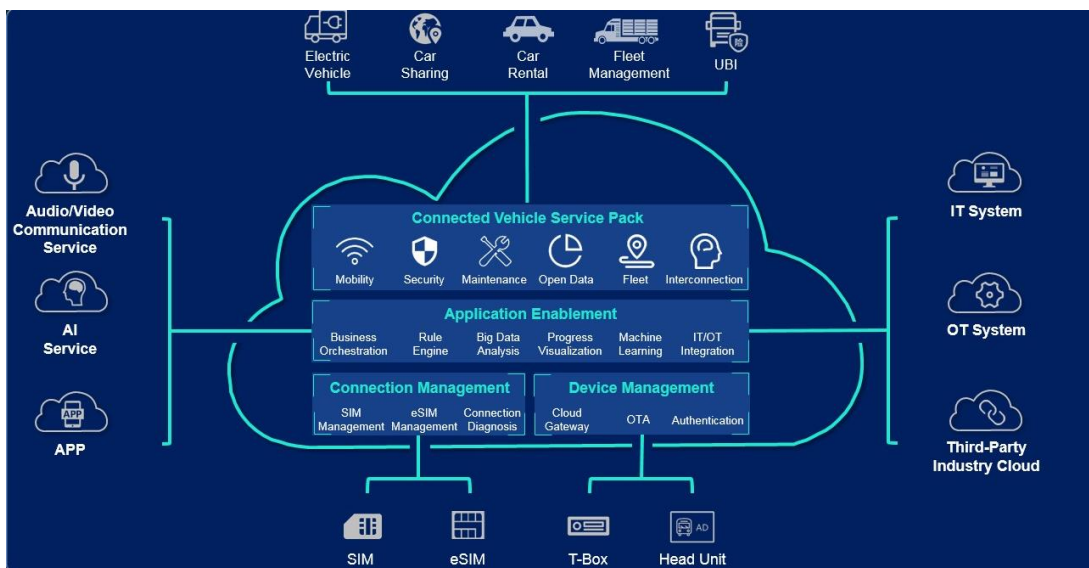 Electric
Vehicle
Car
Sharing
Car
Rental
Fleet
Management
UBI
Audio/Video
Communication
Service
AI
Service
APP
APP
Connected Vehicle Service Pack
Mobility
Security
Maintenance
Open Data
Fleet
Interconnection
Application Enablement
Business
Orchestration
Rule
Engine
Big Data
Analysis
Progress
Visualization
Machine
Learning
IT/OT
Integration
Connection Management
SIM
Management
eSIM
Management
Connection
Diagnosis
Device Management
Cloud
Gateway
OTA
Authentication
IT System
OT System
Third-Party
Industry Cloud
SIM
eSIM
T-Box
AD
Head Unit